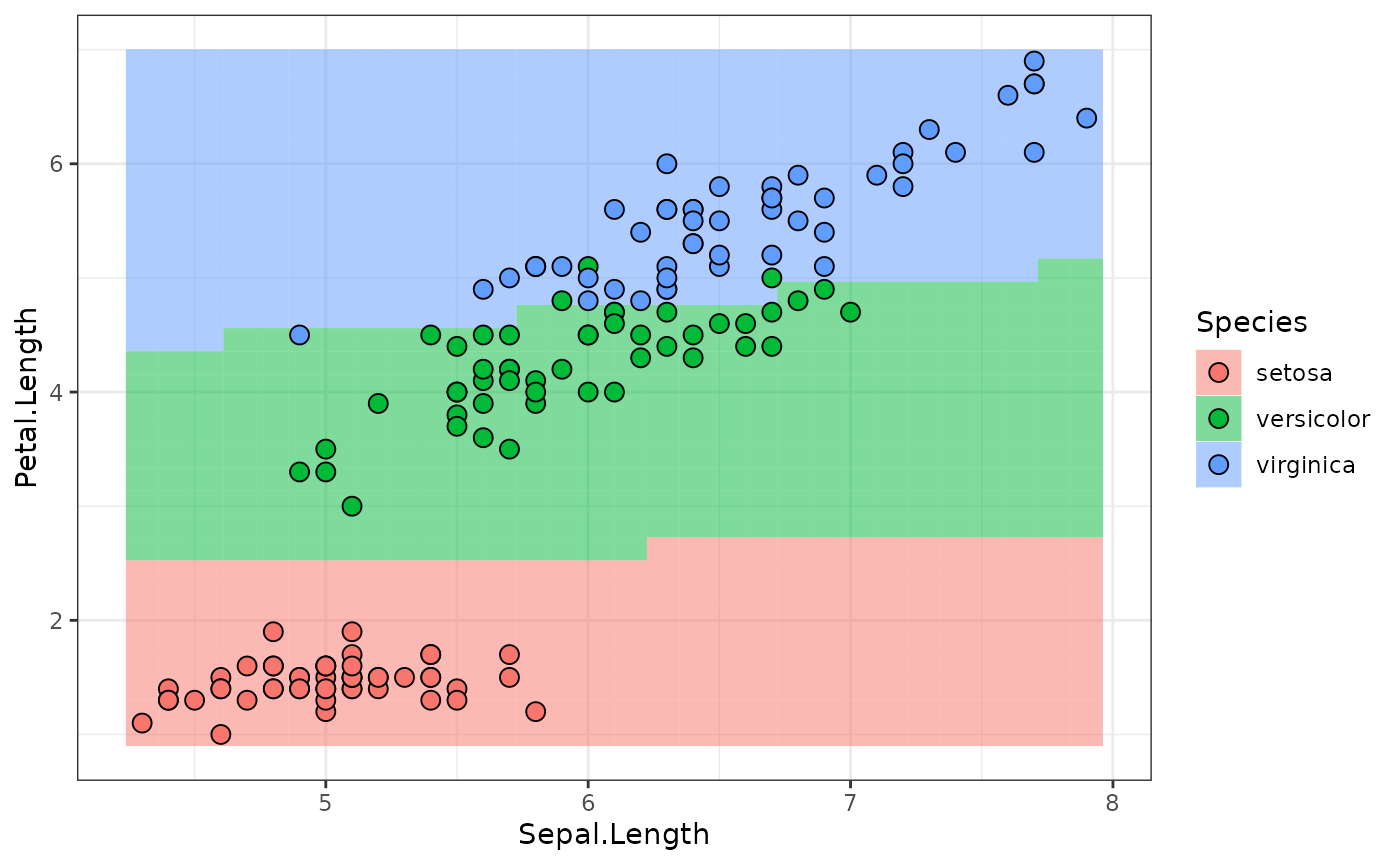 Petal.Length
6
4
2
5 6 7 8
Sepal.Length
Species
setosa
versicolor
virginica